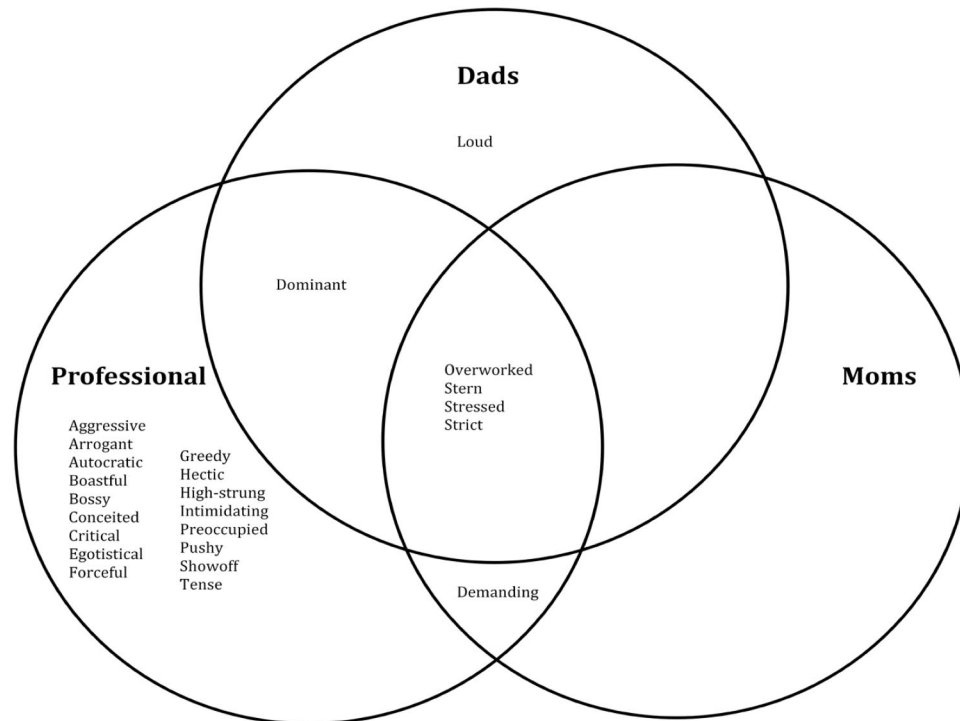 Dads
Loud
Dominant
Professional
Aggressive
Arrogant
Autocratic
Boastful
Bossy
Conceited
Critical
Egotistical
Forceful
Greedy
Hectic
High-strung
Intimidating
Preoccupied
Pushy
Showoff
Tense
Overworked
Stern
Stressed
Strict
Moms
Demanding